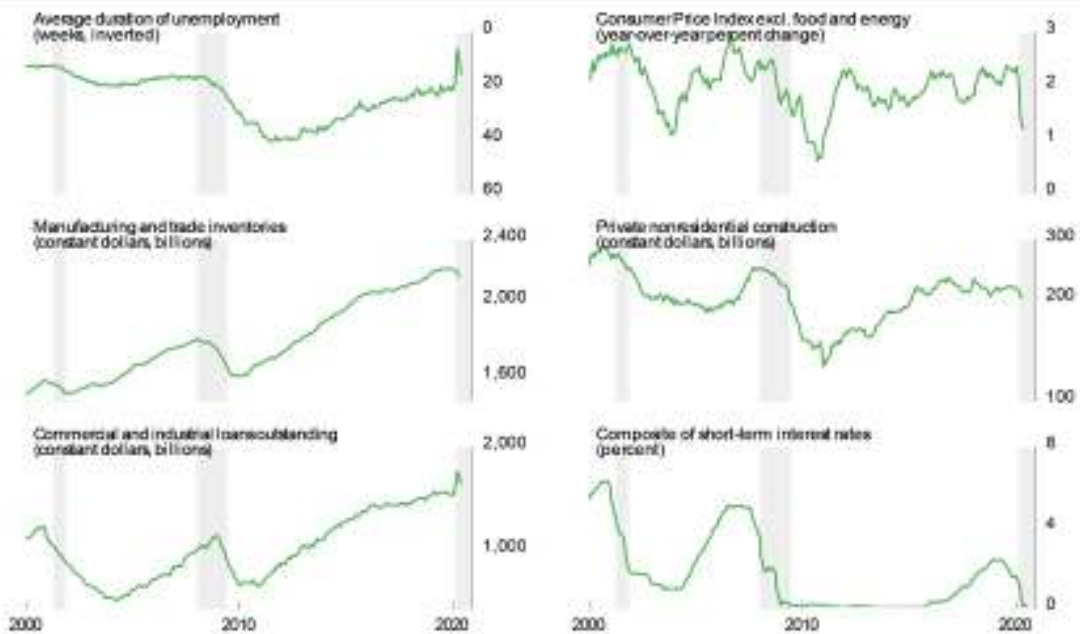 Average duration of unemployment
(weeks, inverted)
0
20
40
60
Consumer Price Index excl. food and energy
(year-over-year percent change)
3
2
1
0
Manufacturing and trade inventories
(constant dollars, billions)
2,400
2,000
1,600
Private nonresidential construction
(constant dollars, billions)
300
200
100
Commercial and industrial loans outstanding
(constant dollars, billions)
2,000
1,000
2000 2010 2020
Composite of short-term interest rates
(percent)
8
4
0
2000 2010 2020